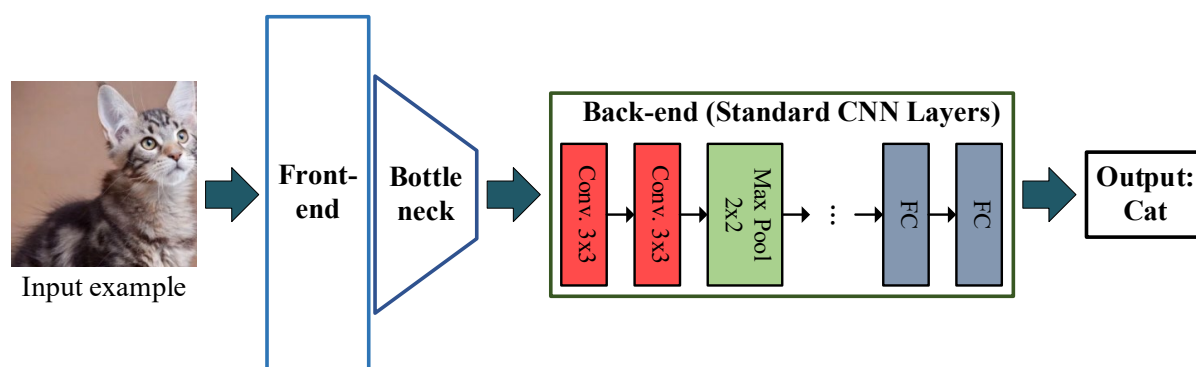 Input example
Front-
end
Bottle
neck
Back-end (Standard CNN Layers)
Conv. 3x3
Conv. 3x3
Max Pool
2x2
...
FC
FC
Output:
Cat